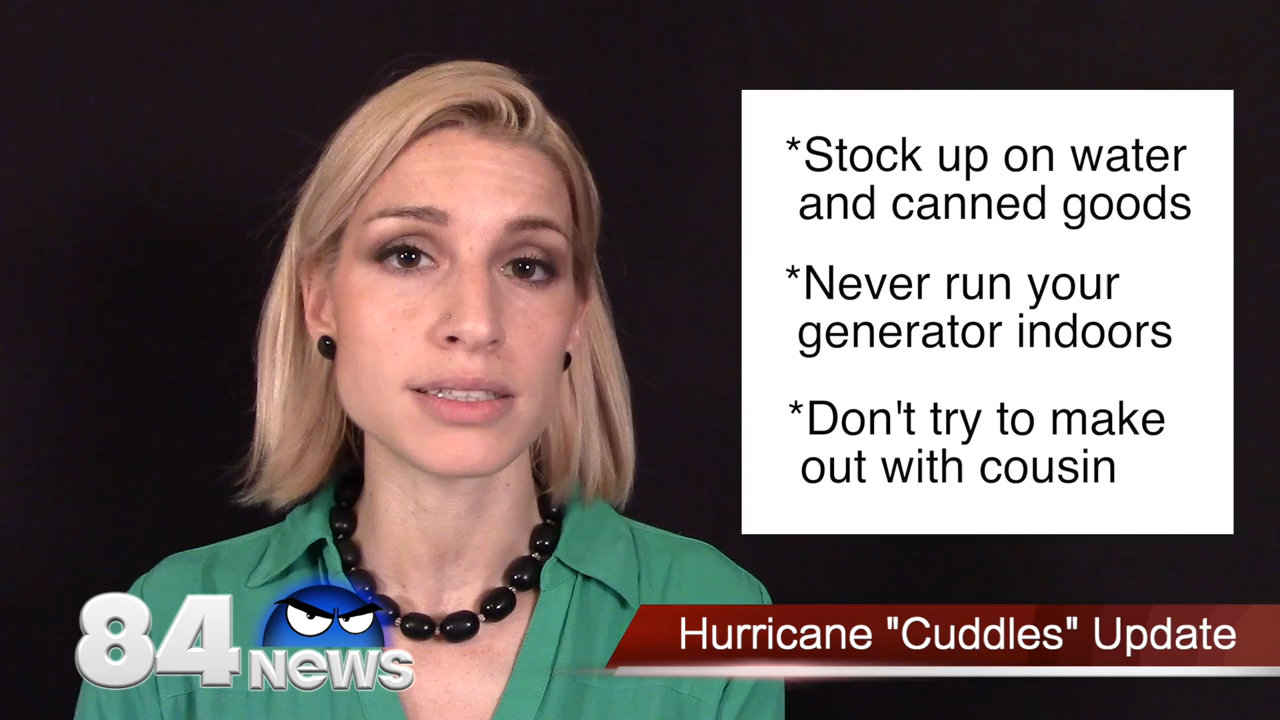 *Stock up on water
and canned goods
*Never run your
generator indoors
*Don't try to make
out with cousin
Hurricane "Cuddles" Update
84 NEWS